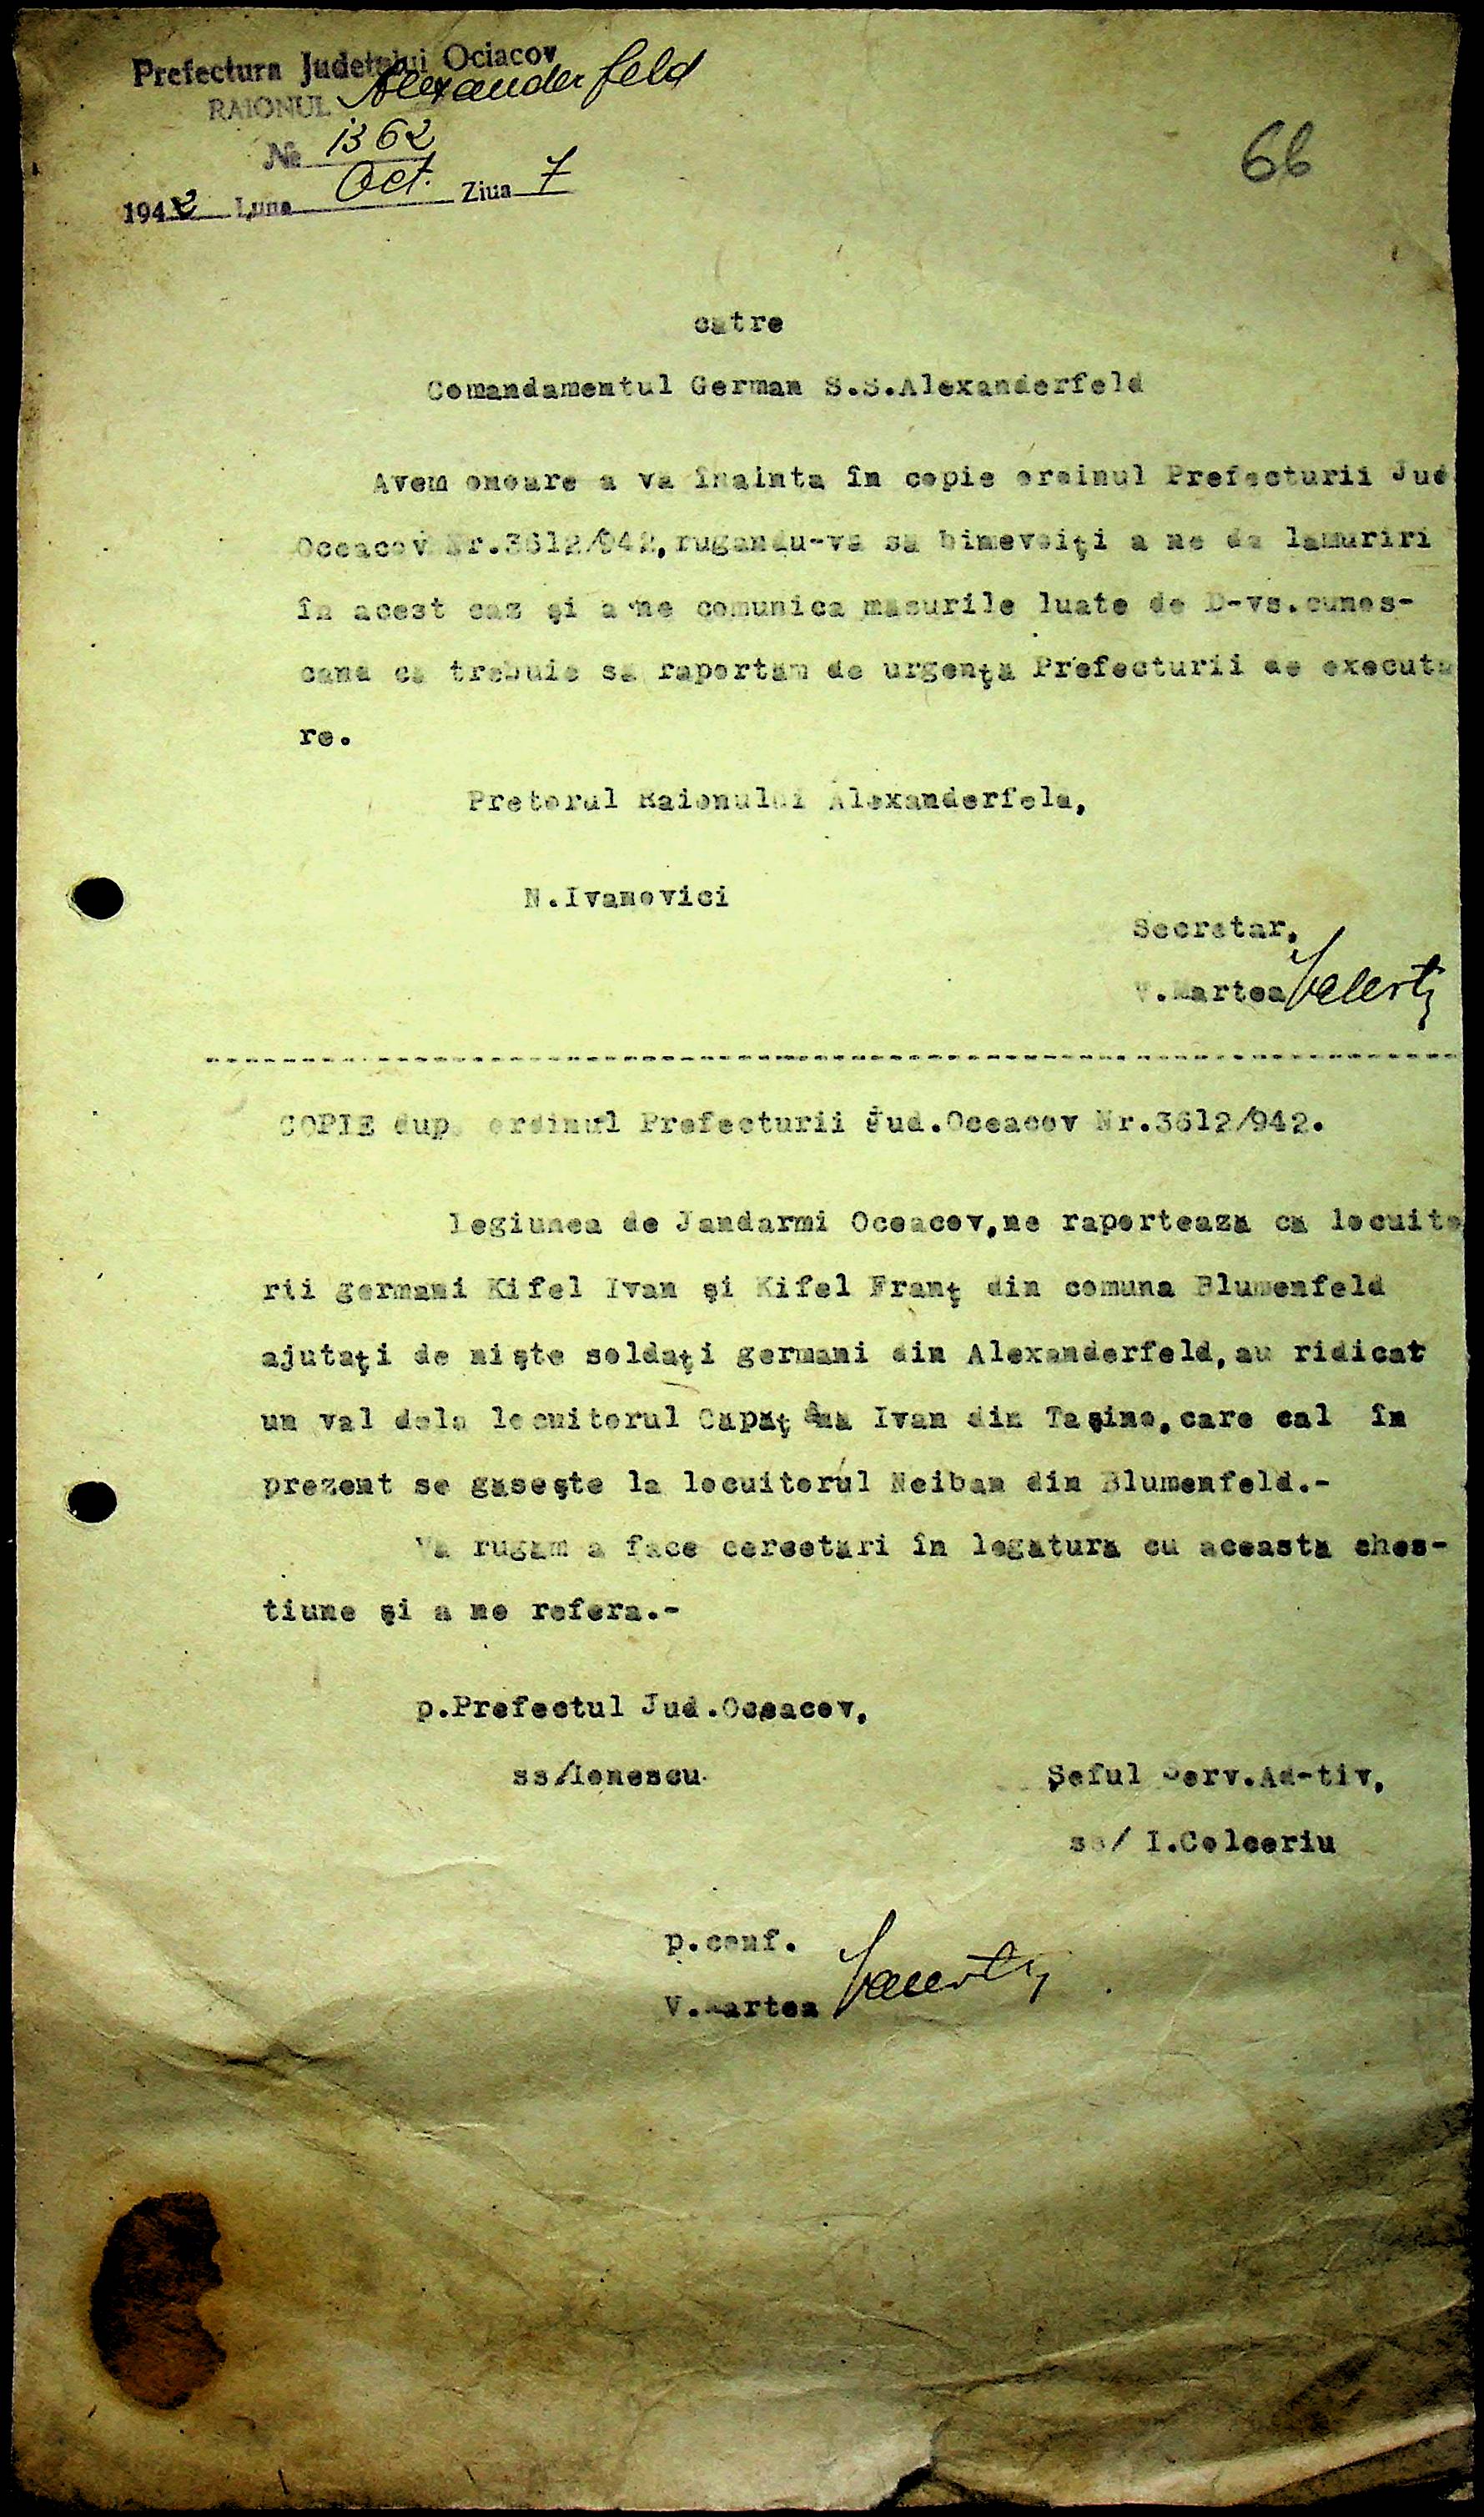 Prefectura Judetului Ociacov
RAIONUL Alexanderfeld
№ 1362
1942 Luna Oct. Ziua 7
66
catre
Comandamentul German S.S.Alexanderfeld
Avem onoare a va înainta în copie ordinul Prefecturii Jud
Oceacov Nr.3612/942,rugandu-va sa binevoiţi a ne da lamuriri
în acest caz şi a ne comunica masurile luate de D-vs.cunos-
cand ca trebuie sa raportam de urgenţa Prefecturii de executa
re.
Pretorul Raionului Alexanderfeld,
N.Ivanovici
Secretar,
V.Martea
COPIE dupa ordinul Prefecturii Jud.Oceacov Nr.3612/942.
Legiunea de Jandarmi Oceacov,ne raporteaza ca locuito
rii germani Kifel Ivan şi Kifel Franţ din comuna Blumenfeld
ajutaţi de nişte soldaţi germani din Alexanderfeld,au ridicat
un val dela locuitorul Capaţâna Ivan din Taşino,care cal în
prezent se gaseşte la locuitorul Neiban din Blumenfeld.-
Va rugam a face cercetari în legatura cu aceasta ches-
tiune şi a ne refera.-
p.Prefectul Jud.Oceacov,
ss/Ionescu
Şeful Serv.Ad-tiv,
ss/ I.Colceriu
p.conf.
V.Martea